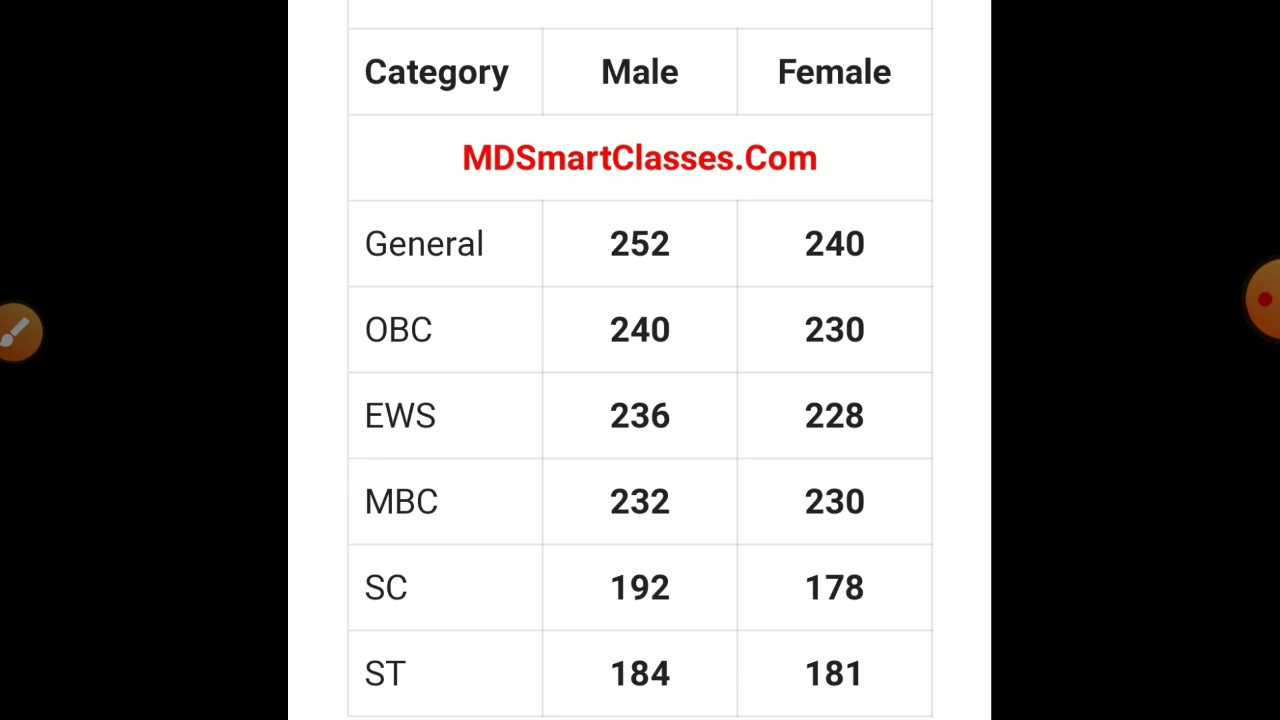 Category Male Female
MDSmartClasses.Com
General 252 240
OBC 240 230
EWS 236 228
MBC 232 230
SC 192 178
ST 184 181